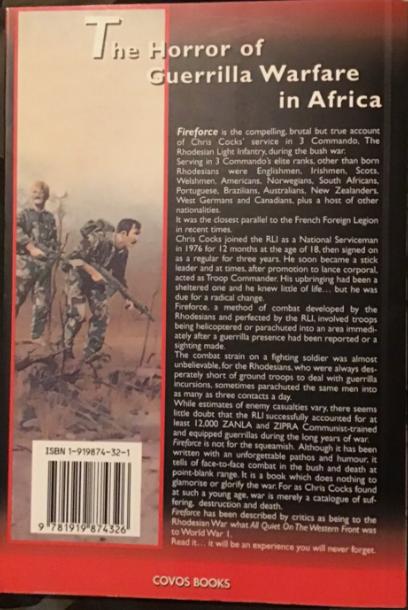 The Horror of
Guerrilla Warfare
in Africa
Fireforce is the compelling, brutal but true account
of Chris Cocks' service in 3 Commando, The
Rhodesian Light Infantry, during the bush war.
Serving in 3 Commando's elite ranks, other than born
Rhodesians were Englishmen, Irishmen, Scots,
Welshmen, Americans, Norwegians, South Africans,
Portuguese, Brazilians, Australians, New Zealanders,
West Germans and Canadians, plus a host of other
nationalities.
It was the closest parallel to the French Foreign Legion
in recent times.
Chris Cocks joined the RLI as a National Serviceman
in 1976 for 12 months at the age of 18, then signed on
as a regular for three years. He soon became a stick
leader and at times, after promotion to lance corporal,
acted as Troop Commander. His upbringing had been a
sheltered one and he knew little of life... but he was
due for a radical change.
Fireforce, a method of combat developed by the
Rhodesians and perfected by the RLI, involved troops
being helicoptered or parachuted into an area immedi-
ately after a guerrilla presence had been reported or a
sighting made.
The combat strain on a fighting soldier was almost
unbelievable, for the Rhodesians, who were always des-
perately short of ground troops to deal with guerrilla
incursions, sometimes parachuted the same men into
as many as three contacts a day.
While estimates of enemy casualties vary, there seems
little doubt that the RLI successfully accounted for at
least 12,000 ZANLA and ZIPRA Communist-trained
and equipped guerrillas during the long years of war.
Fireforce is not for the squeamish. Although it has been
written with an unforgettable pathos and humour, it
tells of face-to-face combat in the bush and death at
point-blank range. It is a book which does nothing to
glamorise or glorify the war. For as Chris Cocks found
at such a young age, war is merely a catalogue of suf-
fering, destruction and death.
Fireforce has been described by critics as being to the
Rhodesian War what All Quiet On The Western Front was
to World War I.
Read it... it will be an experience you will never forget.
ISBN 1-919874-32-1
9 781919 874326
COVOS BOOKS